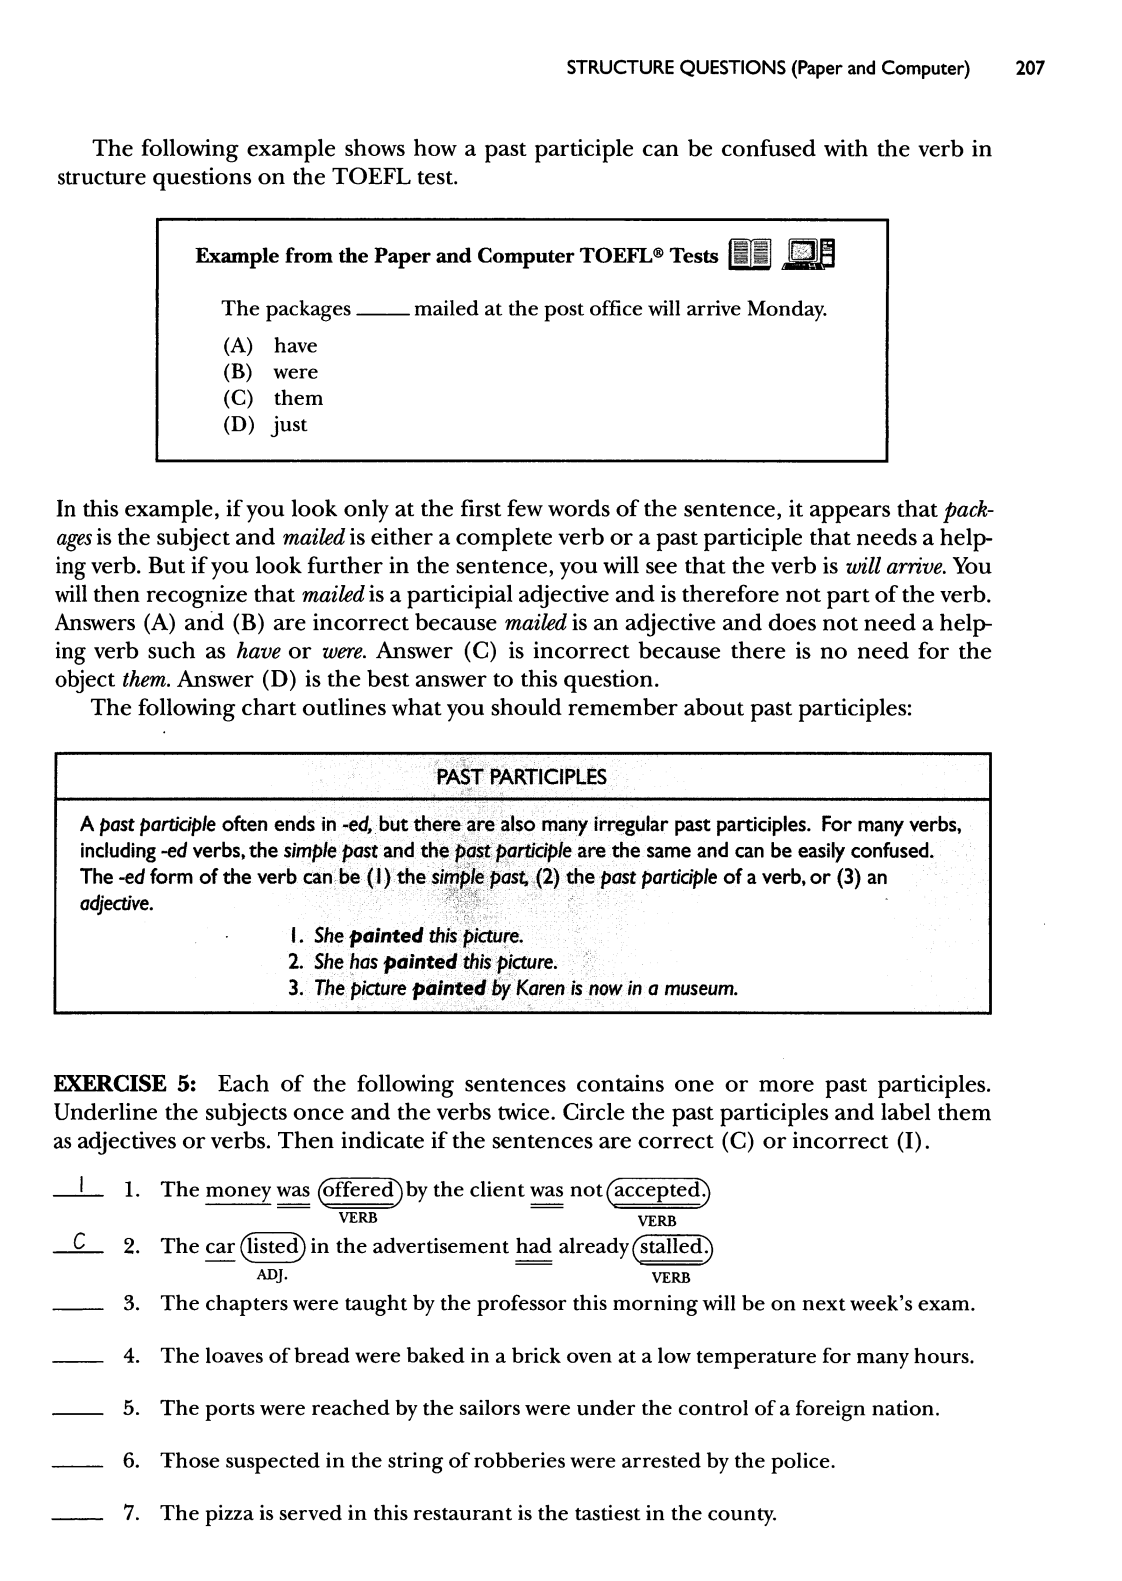 STRUCTURE QUESTIONS (Paper and Computer) 207
The following example shows how a past participle can be confused with the verb in
structure questions on the TOEFL test.
Example from the Paper and Computer TOEFL® Tests
The packages _____ mailed at the post office will arrive Monday.
(A) have
(B) were
(C) them
(D) just
In this example, if you look only at the first few words of the sentence, it appears that pack-
ages is the subject and mailed is either a complete verb or a past participle that needs a help-
ing verb. But if you look further in the sentence, you will see that the verb is will arrive. You
will then recognize that mailed is a participial adjective and is therefore not part of the verb.
Answers (A) and (B) are incorrect because mailed is an adjective and does not need a help-
ing verb such as have or were. Answer (C) is incorrect because there is no need for the
object them. Answer (D) is the best answer to this question.
The following chart outlines what you should remember about past participles:
PAST PARTICIPLES
A past participle often ends in -ed, but there are also many irregular past participles. For many verbs,
including -ed verbs, the simple past and the past participle are the same and can be easily confused.
The -ed form of the verb can be (1) the simple past, (2) the past participle of a verb, or (3) an
adjective.
1. She painted this picture.
2. She has painted this picture.
3. The picture painted by Karen is now in a museum.
EXERCISE 5: Each of the following sentences contains one or more past participles.
Underline the subjects once and the verbs twice. Circle the past participles and label them
as adjectives or verbs. Then indicate if the sentences are correct (C) or incorrect (I).
I 1. The money was offered by the client was not accepted.
VERB VERB
C 2. The car listed in the advertisement had already stalled.
ADJ. VERB
_____ 3. The chapters were taught by the professor this morning will be on next week's exam.
_____ 4. The loaves of bread were baked in a brick oven at a low temperature for many hours.
_____ 5. The ports were reached by the sailors were under the control of a foreign nation.
_____ 6. Those suspected in the string of robberies were arrested by the police.
_____ 7. The pizza is served in this restaurant is the tastiest in the county.